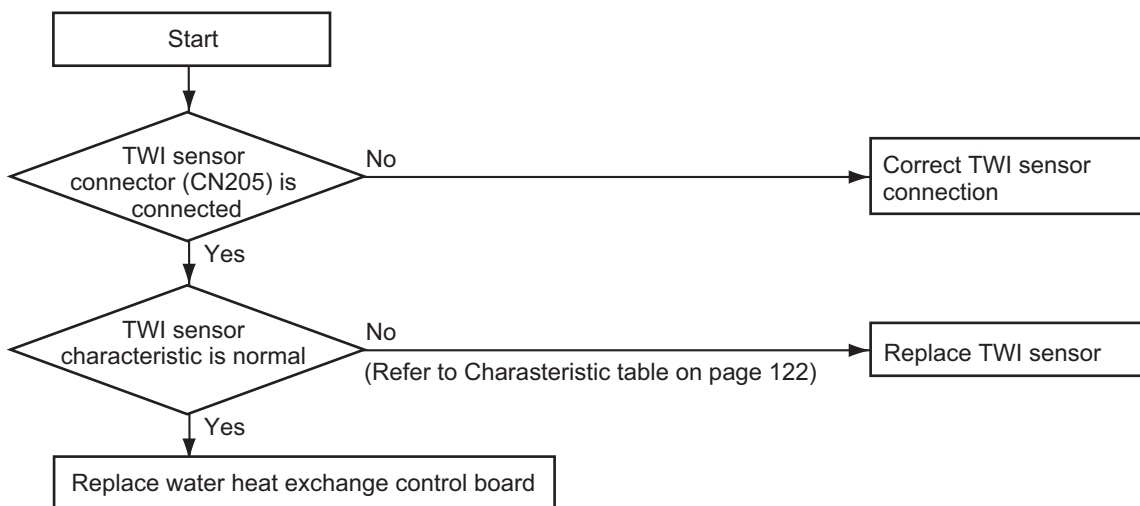 Start
TWI sensor
connector (CN205) is
connected
No
Correct TWI sensor
connection
Yes
TWI sensor
characteristic is normal
No
(Refer to Charasteristic table on page 122)
Replace TWI sensor
Yes
Replace water heat exchange control board